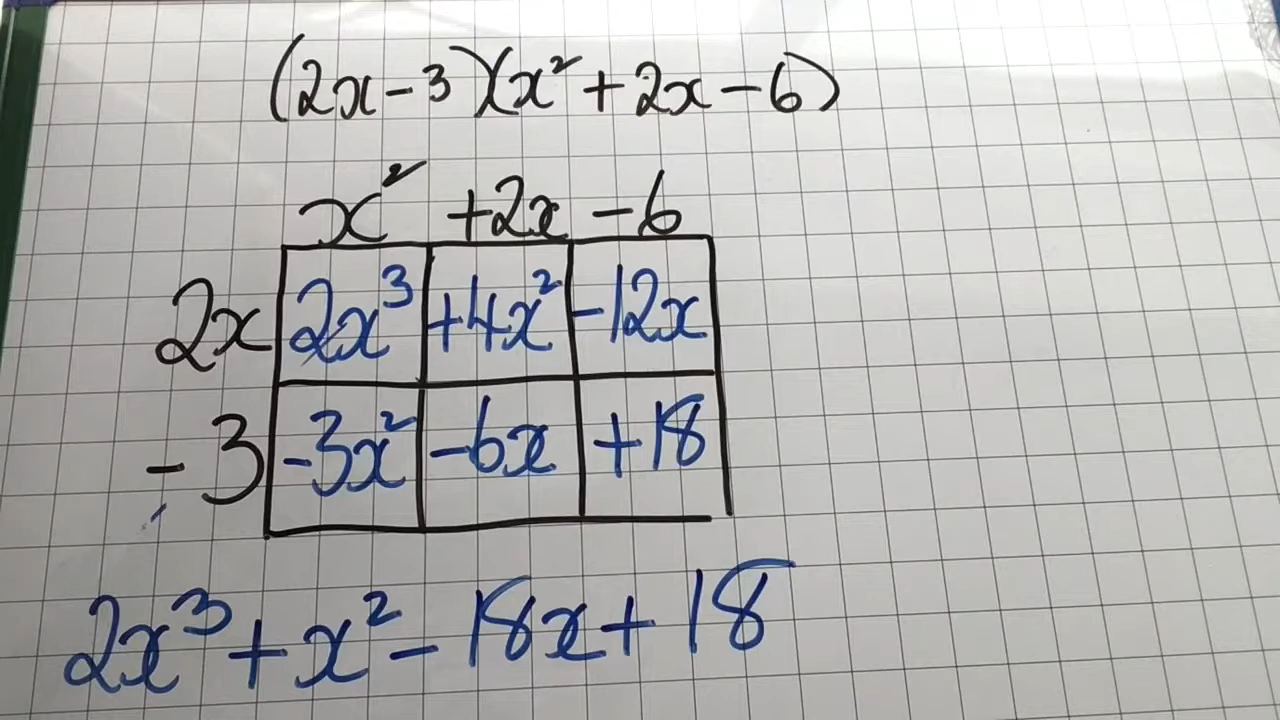 (2x-3)(x²+2x-6)
x² +2x -6
2x 2x³ +4x² -12x
-3 -3x² -6x +18
2x³+x²-18x+18